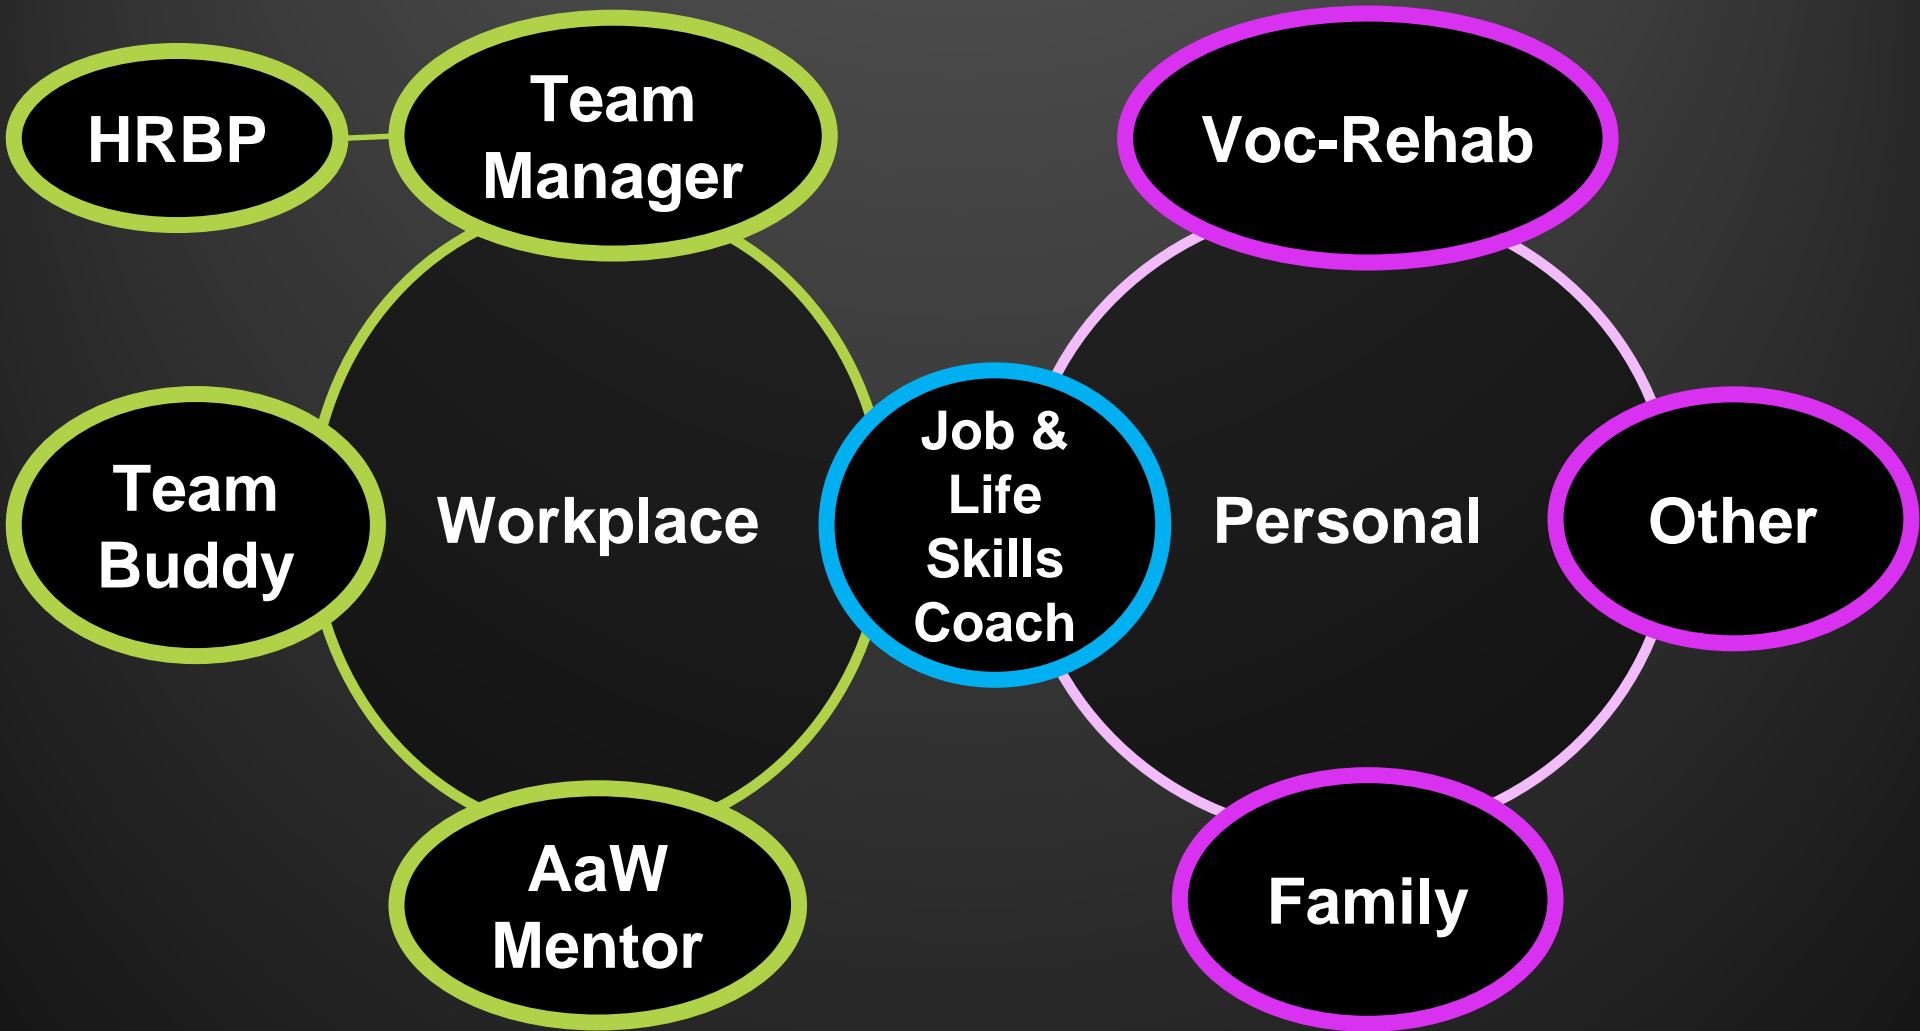 HRBP
Team
Manager
Voc-Rehab
Team
Buddy
Workplace
Job &
Life
Skills
Coach
Personal
Other
AaW
Mentor
Family